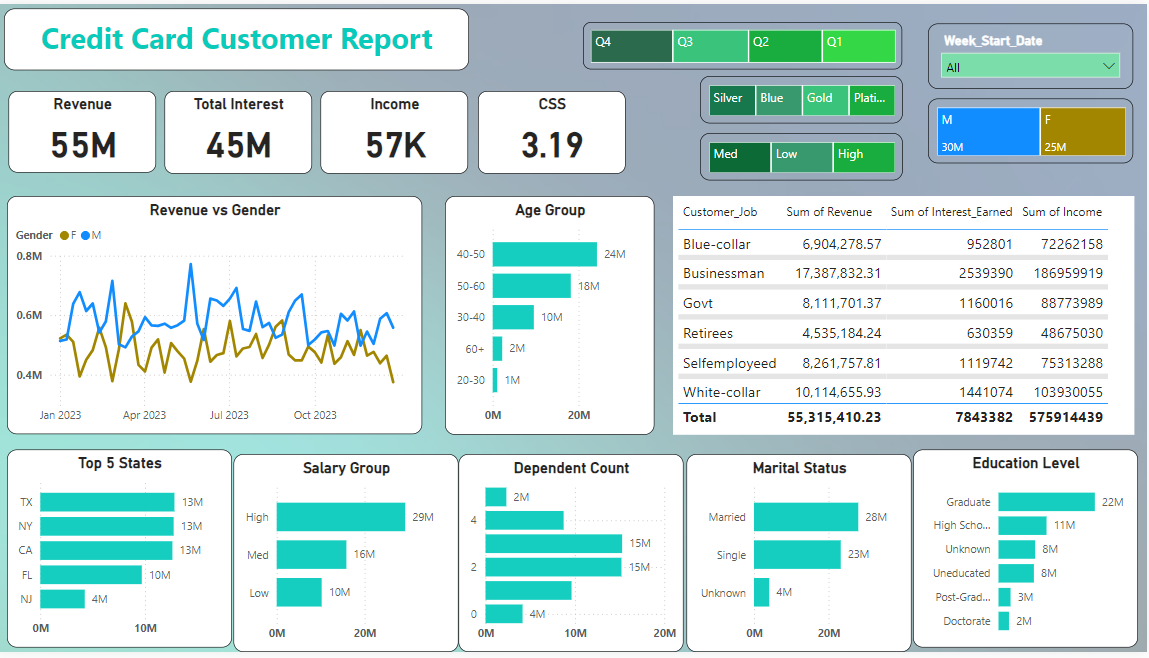 Credit Card Customer Report
Q4 Q3 Q2 Q1
Week_Start_Date
All
Silver Blue Gold Plati...
Med Low High
M F
30M 25M
Revenue
55M
Total Interest
45M
Income
57K
CSS
3.19
Revenue vs Gender
Gender F M
0.8M
0.6M
0.4M
Jan 2023 Apr 2023 Jul 2023 Oct 2023
Age Group
40-50 24M
50-60 18M
30-40 10M
60+ 2M
20-30 1M
0M 20M
Customer_Job Sum of Revenue Sum of Interest_Earned Sum of Income
Blue-collar 6,904,278.57 952801 72262158
Businessman 17,387,832.31 2539390 186959919
Govt 8,111,701.37 1160016 88773989
Retirees 4,535,184.24 630359 48675030
Selfemployeed 8,261,757.81 1119742 75313288
White-collar 10,114,655.93 1441074 103930055
Total 55,315,410.23 7843382 575914439
Top 5 States
TX 13M
NY 13M
CA 13M
FL 10M
NJ 4M
0M 10M
Salary Group
High 29M
Med 16M
Low 10M
0M 20M
Dependent Count
2M
4
15M
2 15M
0 4M
0M 10M 20M
Marital Status
Married 28M
Single 23M
Unknown 4M
0M 20M
Education Level
Graduate 22M
High Scho... 11M
Unknown 8M
Uneducated 8M
Post-Grad... 3M
Doctorate 2M